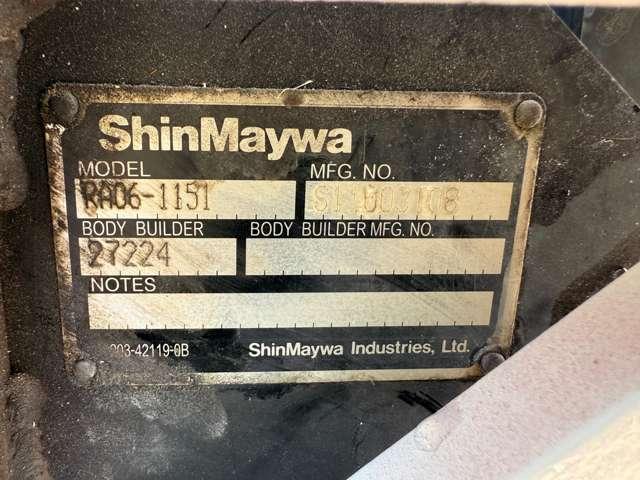 ShinMaywa
MODEL MFG. NO.
RA06-1151
BODY BUILDER BODY BUILDER MFG. NO.
27224
NOTES
ShinMaywa Industries, Ltd.